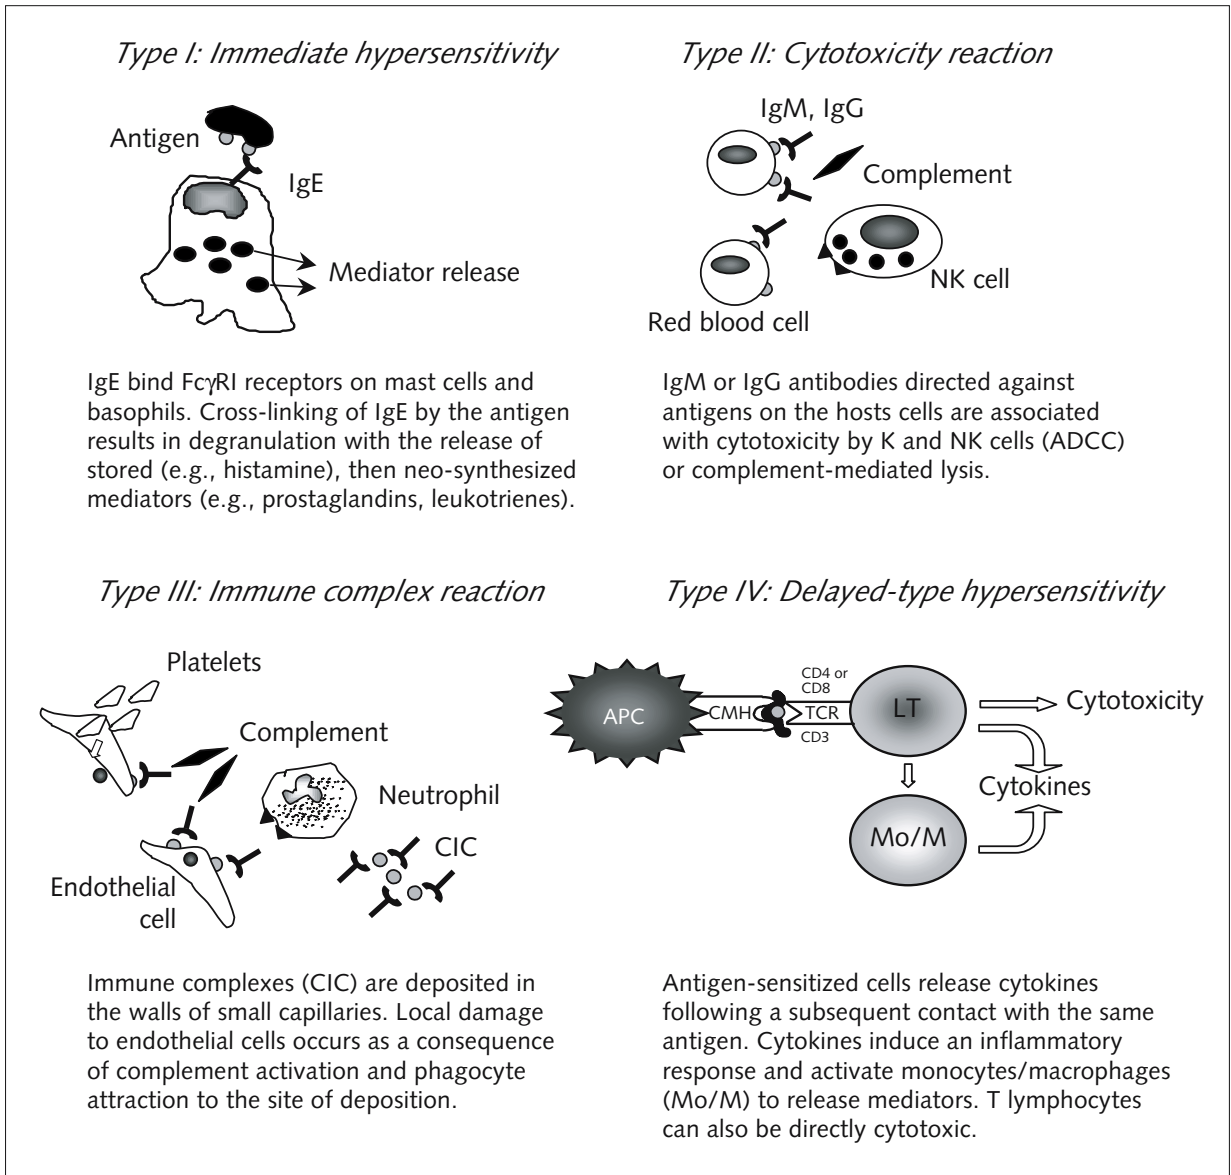 Type I: Immediate hypersensitivity
Antigen
IgE
Mediator release
IgE bind FcγRI receptors on mast cells and
basophils. Cross-linking of IgE by the antigen
results in degranulation with the release of
stored (e.g., histamine), then neo-synthesized
mediators (e.g., prostaglandins, leukotrienes).
Type II: Cytotoxicity reaction
IgM, IgG
Complement
NK cell
Red blood cell
IgM or IgG antibodies directed against
antigens on the hosts cells are associated
with cytotoxicity by K and NK cells (ADCC)
or complement-mediated lysis.
Type III: Immune complex reaction
Platelets
Complement
Neutrophil
CIC
Endothelial
cell
Immune complexes (CIC) are deposited in
the walls of small capillaries. Local damage
to endothelial cells occurs as a consequence
of complement activation and phagocyte
attraction to the site of deposition.
Type IV: Delayed-type hypersensitivity
APC
CMH
CD4 or
CD8
TCR
CD3
LT
Cytotoxicity
Cytokines
Mo/M
Antigen-sensitized cells release cytokines
following a subsequent contact with the same
antigen. Cytokines induce an inflammatory
response and activate monocytes/macrophages
(Mo/M) to release mediators. T lymphocytes
can also be directly cytotoxic.